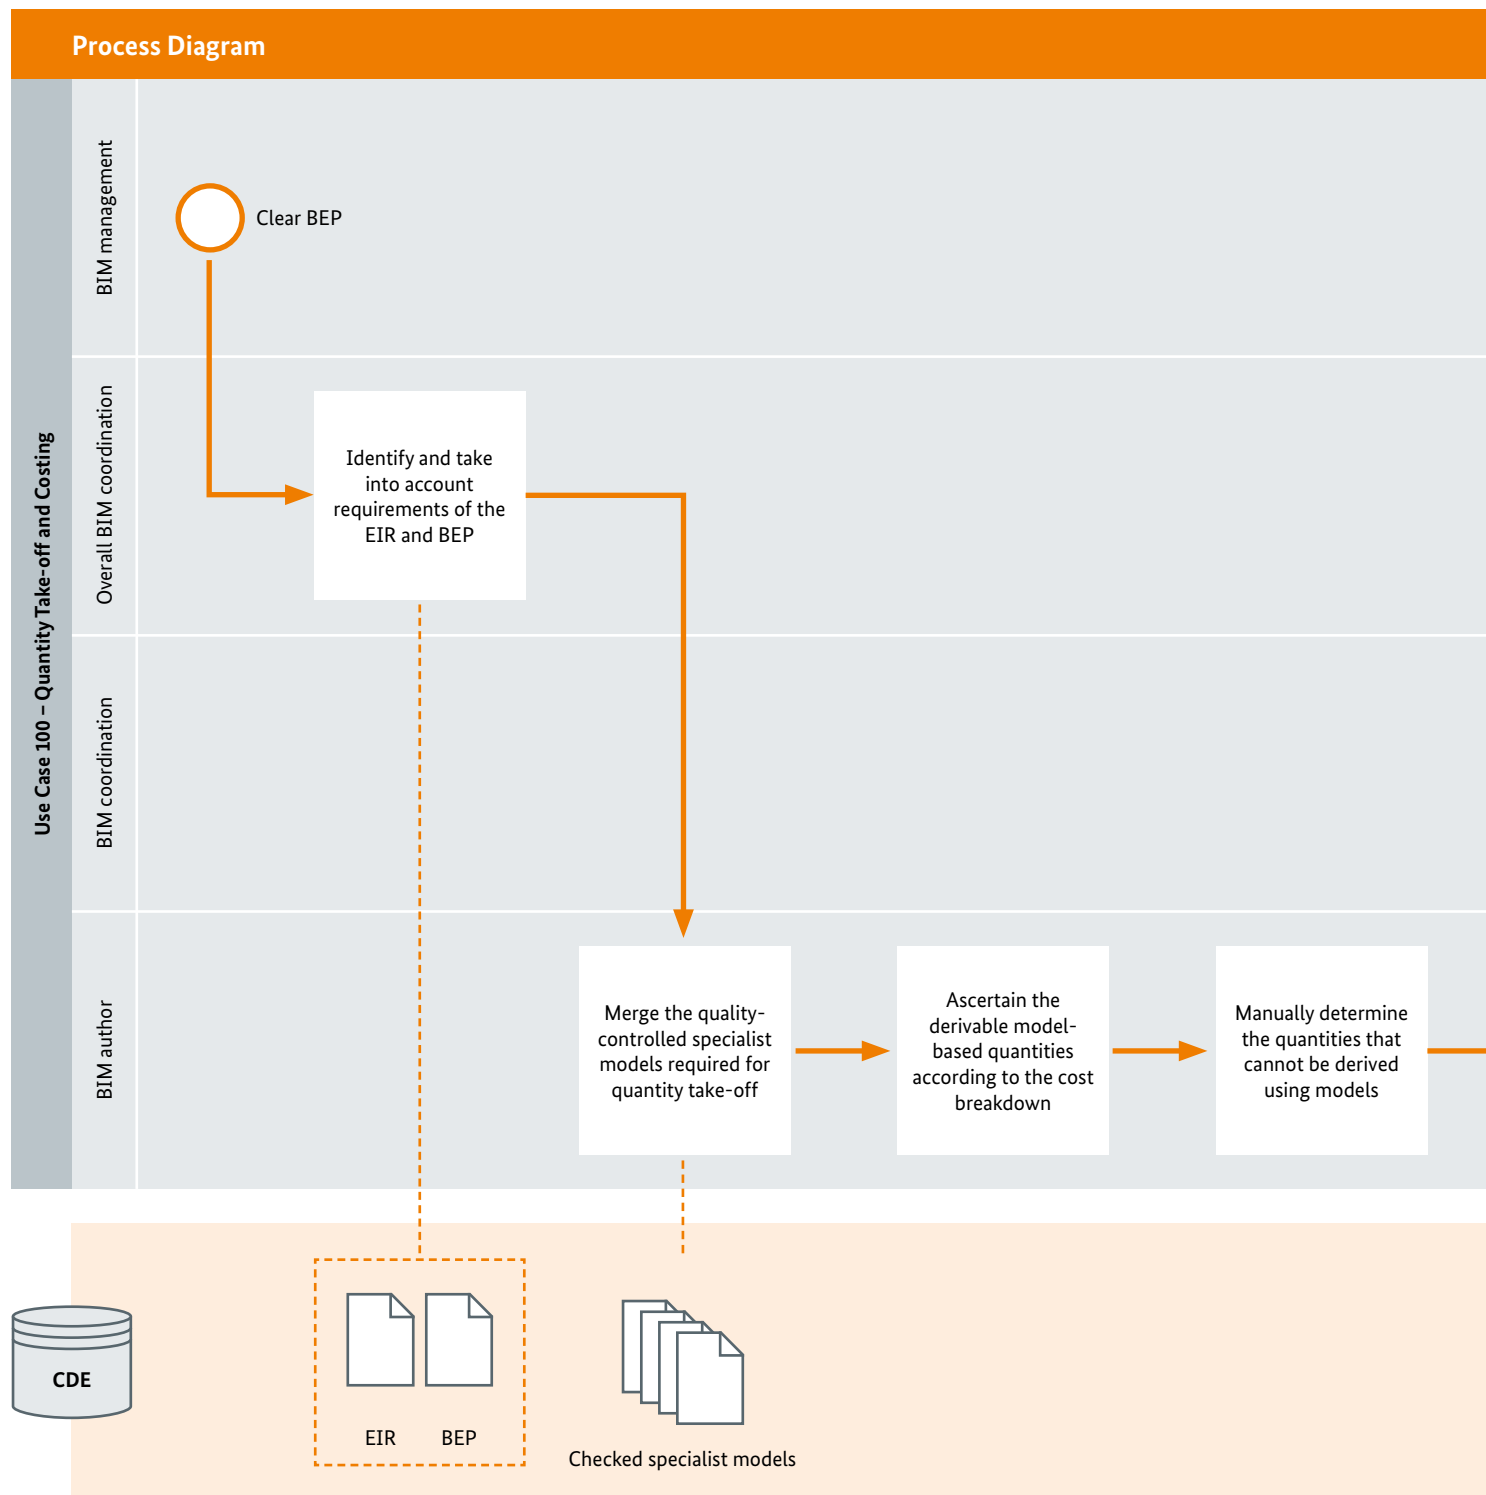 Process Diagram
Use Case 100 – Quantity Take-off and Costing
BIM management
Clear BEP
Overall BIM coordination
Identify and take
into account
requirements of the
EIR and BEP
BIM coordination
BIM author
Merge the quality-
controlled specialist
models required for
quantity take-off
Ascertain the
derivable model-
based quantities
according to the cost
breakdown
Manually determine
the quantities that
cannot be derived
using models
CDE
EIR
BEP
Checked specialist models